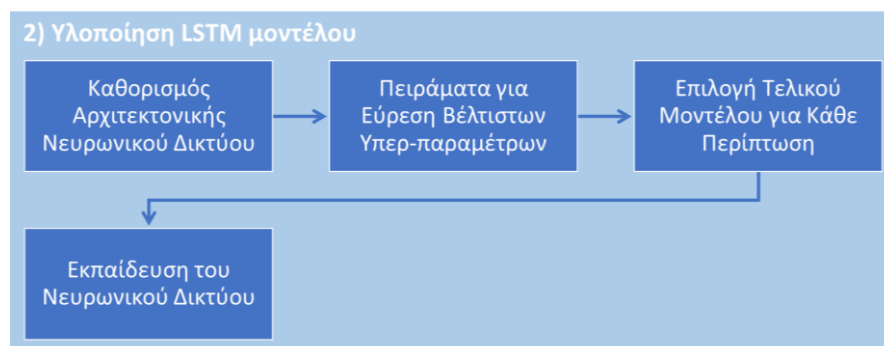 2) Υλοποίηση LSTM μοντέλου
Καθορισμός
Αρχιτεκτονικής
Νευρωνικού Δικτύου
Πειράματα για
Εύρεση Βέλτιστων
Υπερ-παραμέτρων
Επιλογή Τελικού
Μοντέλου για Κάθε
Περίπτωση
Εκπαίδευση του
Νευρωνικού Δικτύου